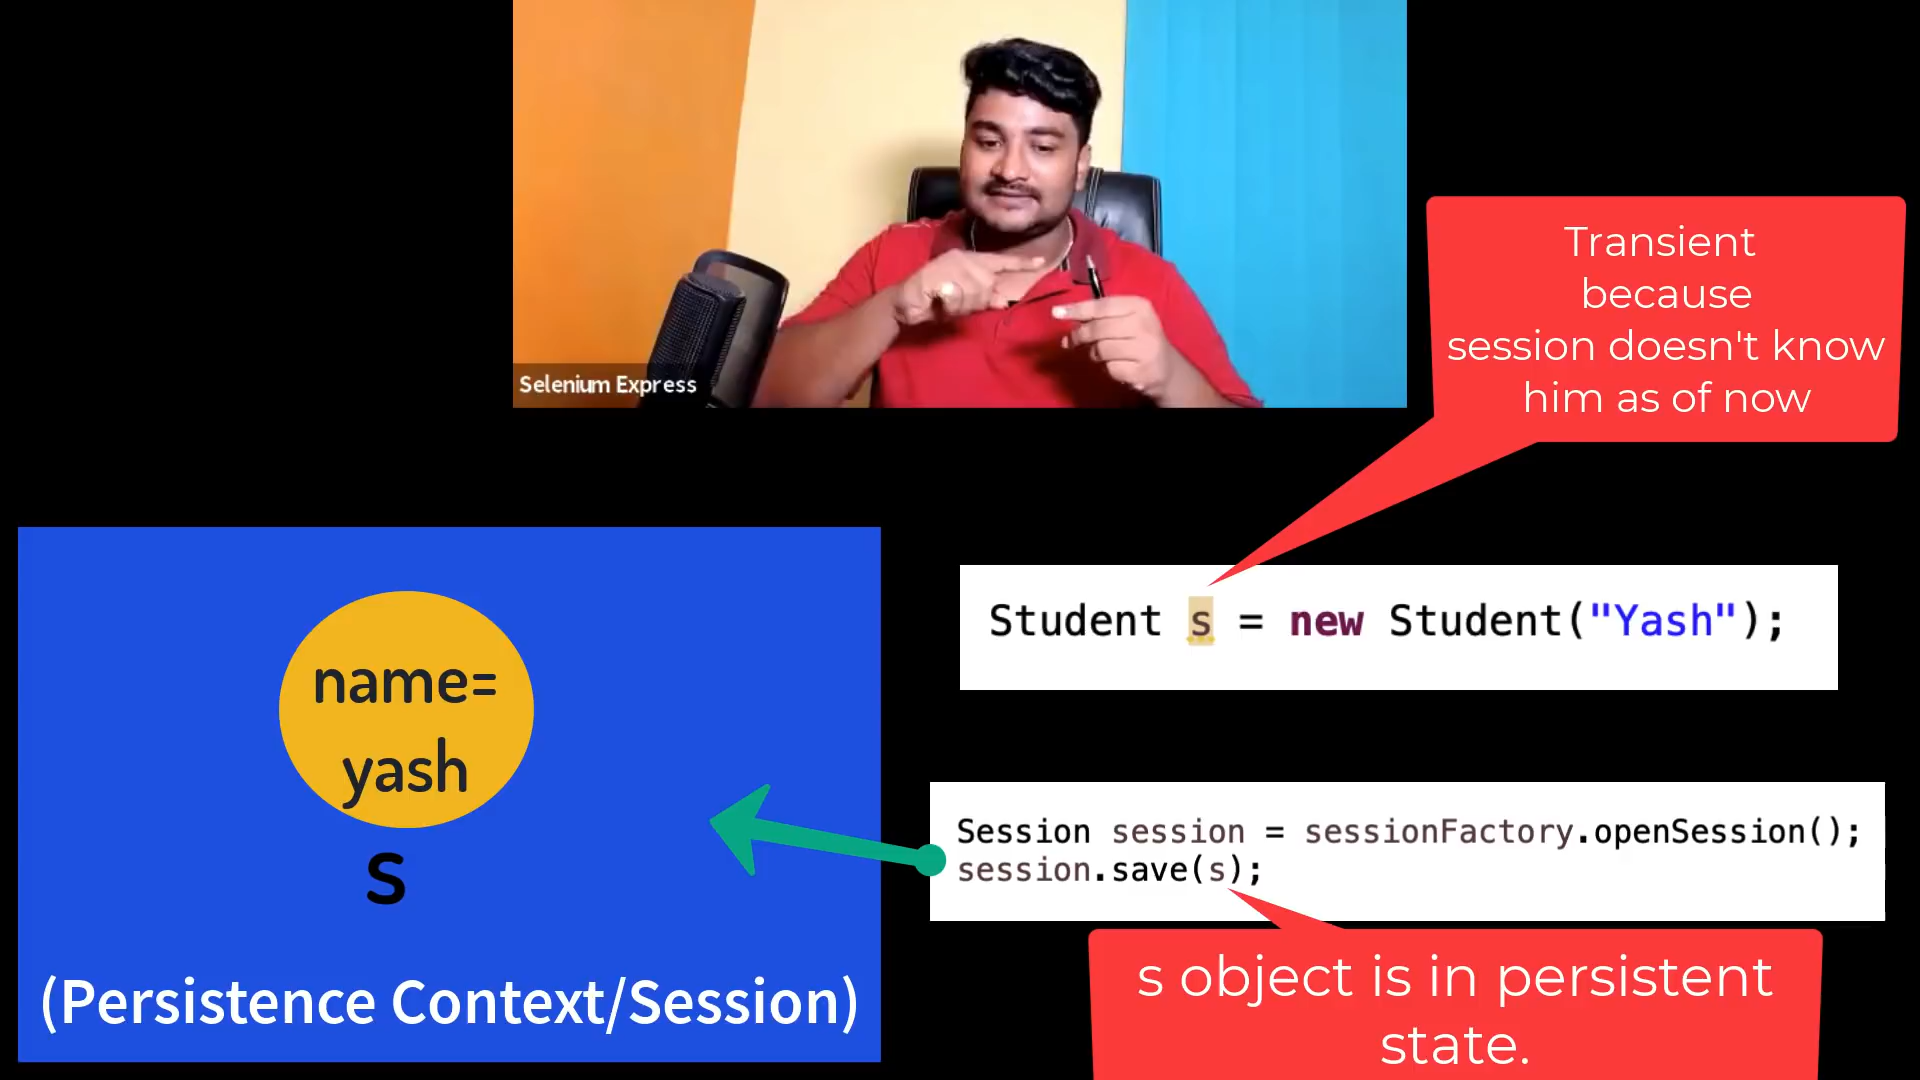 Selenium Express
Transient
because
session doesn't know
him as of now
Student s = new Student("Yash");
name=
yash
s
(Persistence Context/Session)
Session session = sessionFactory.openSession();
session.save(s);
s object is in persistent
state.